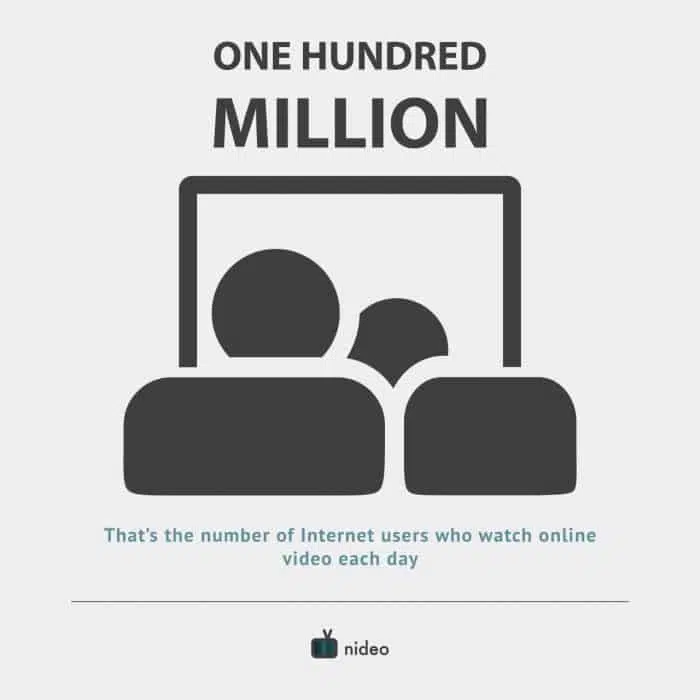 ONE HUNDRED
MILLION
That's the number of Internet users who watch online
video each day
nideo